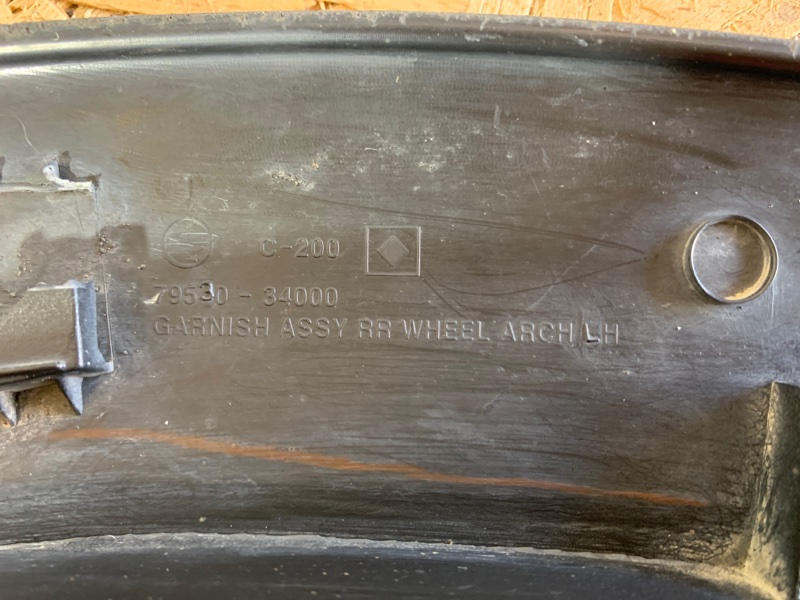 C-200
79530-34000
GARNISH ASSY RR WHEEL ARCH LH